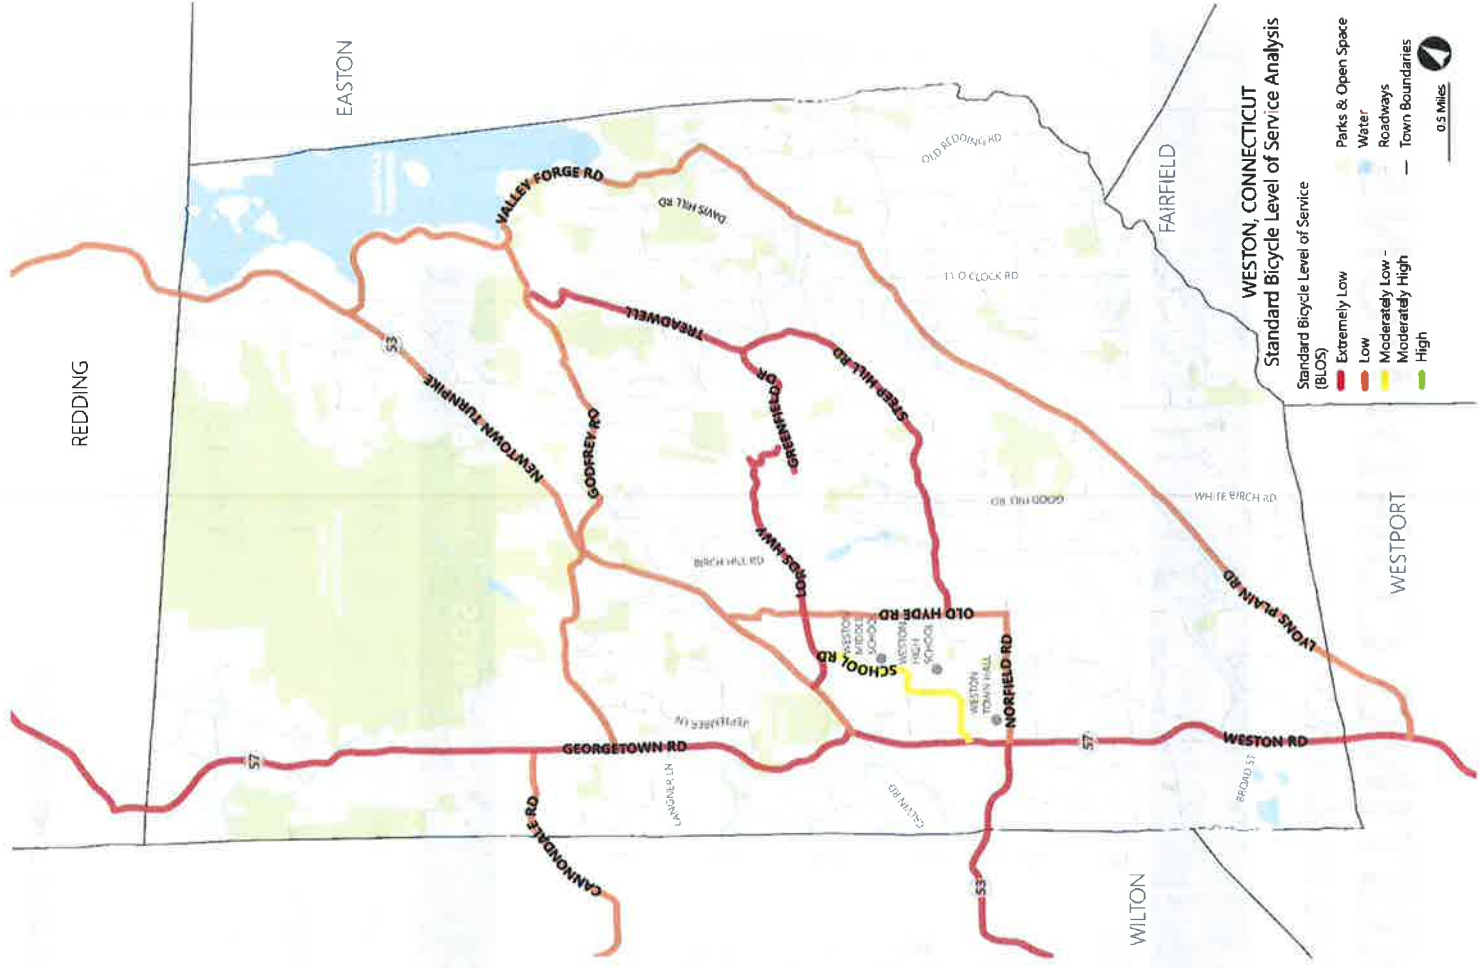 WESTON, CONNECTICUT
Standard Bicycle Level of Service Analysis
Standard Bicycle Level of Service
(BLOS)
Extremely Low
Low
Moderately Low -
Moderately High
High
Parks & Open Space
Water
Roadways
Town Boundaries
0.5 Miles
REDDING
EASTON
FAIRFIELD
WESTPORT
WILTON
VALLEY FORGE RD
DAVIS HILL RD
OLD REDDING RD
11 O CLOCK RD
TREADWELL
53
NEWTOWN TURNPIKE
GODFREY RD
GREENFIELD DR
STEEP HILL RD
LORDS HWY
BIRCH HILL RD
GOOD HILL RD
WHITE BIRCH RD
LYONS PLAIN RD
OLD HYDE RD
SCHOOL RD
WESTON
MIDDLE
SCHOOL
WESTON
HIGH
SCHOOL
WESTON
TOWN HALL
NORFIELD RD
SEPTEMBER LN
GEORGETOWN RD
57
57
WESTON RD
BROAD ST
LANGNER LN
CALVIN RD
CANNONDALE RD
53